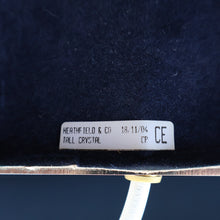 HEATHFIELD & CO 18/11/04
TALL CRYSTAL CP CE